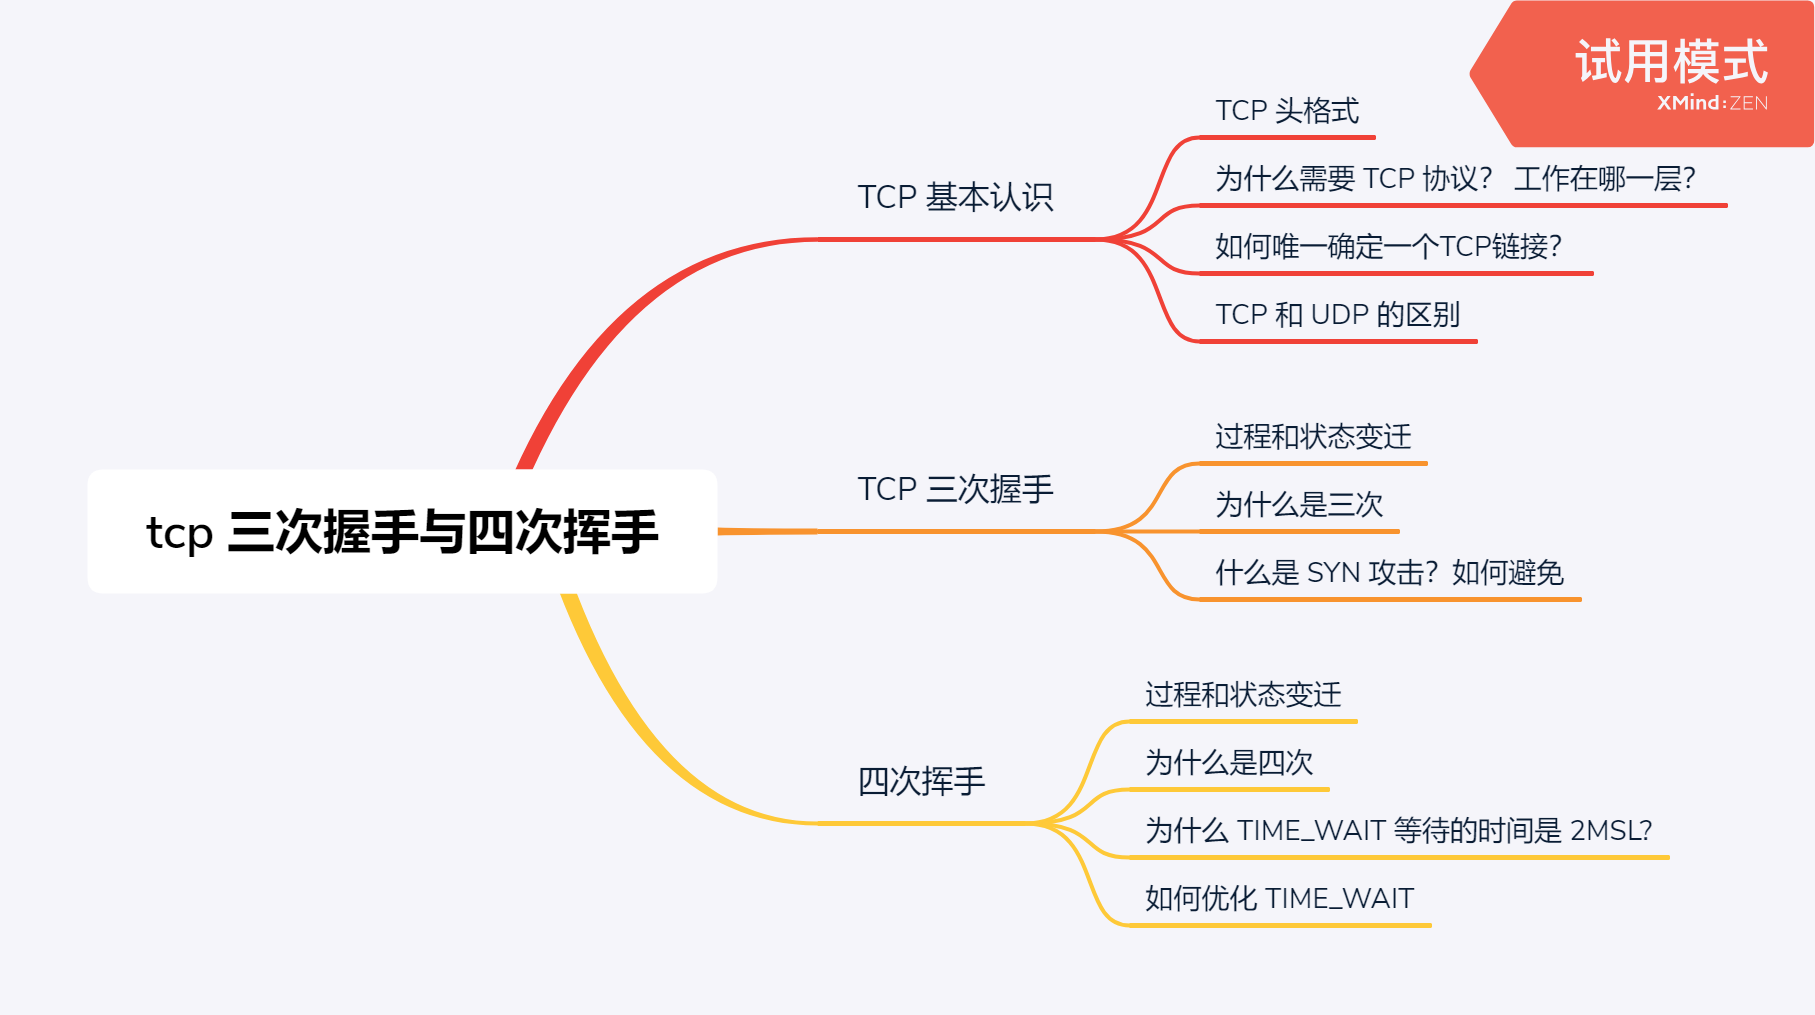 试用模式
XMind:ZEN
tcp 三次握手与四次挥手
TCP 基本认识
TCP 头格式
为什么需要 TCP 协议？ 工作在哪一层？
如何唯一确定一个TCP链接？
TCP 和 UDP 的区别
TCP 三次握手
过程和状态变迁
为什么是三次
什么是 SYN 攻击？如何避免
四次挥手
过程和状态变迁
为什么是四次
为什么 TIME_WAIT 等待的时间是 2MSL?
如何优化 TIME_WAIT